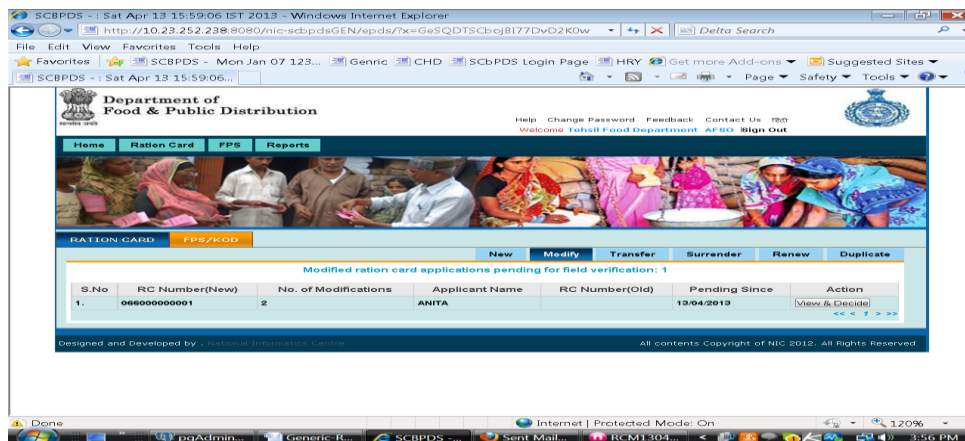 SCBPDS - : Sat Apr 13 15:59:06 IST 2013 - Windows Internet Explorer
http://10.23.252.238:8080/nic-scbpdsGEN/epds/?x=GeSQDTSCbojBI77DvD2K0w
Delta Search
File Edit View Favorites Tools Help
Favorites SCBPDS - Mon Jan 07 123... Genric CHD SCbPDS Login Page HRY Get more Add-ons Suggested Sites
SCBPDS - : Sat Apr 13 15:59:06... Page Safety Tools
Department of
Food & Public Distribution
Help Change Password Feedback Contact Us
Welcome Tehsil Food Department AFSO Sign Out
Home Ration Card FPS Reports
RATION CARD FPS/KOD
New Modify Transfer Surrender Renew Duplicate
Modified ration card applications pending for field verification: 1
S.No RC Number(New) No. of Modifications Applicant Name RC Number(Old) Pending Since Action
1. 066000000001 2 ANITA 13/04/2013 View & Decide
<< < 1 > >>
Designed and Developed by . National Informatics Centre All contents Copyright of NIC 2012. All Rights Reserved
Done Internet | Protected Mode: On 120%
pgAdmin... Generic-R... SCBPDS -... Sent Mail... RCM1304... < 3:56 PM